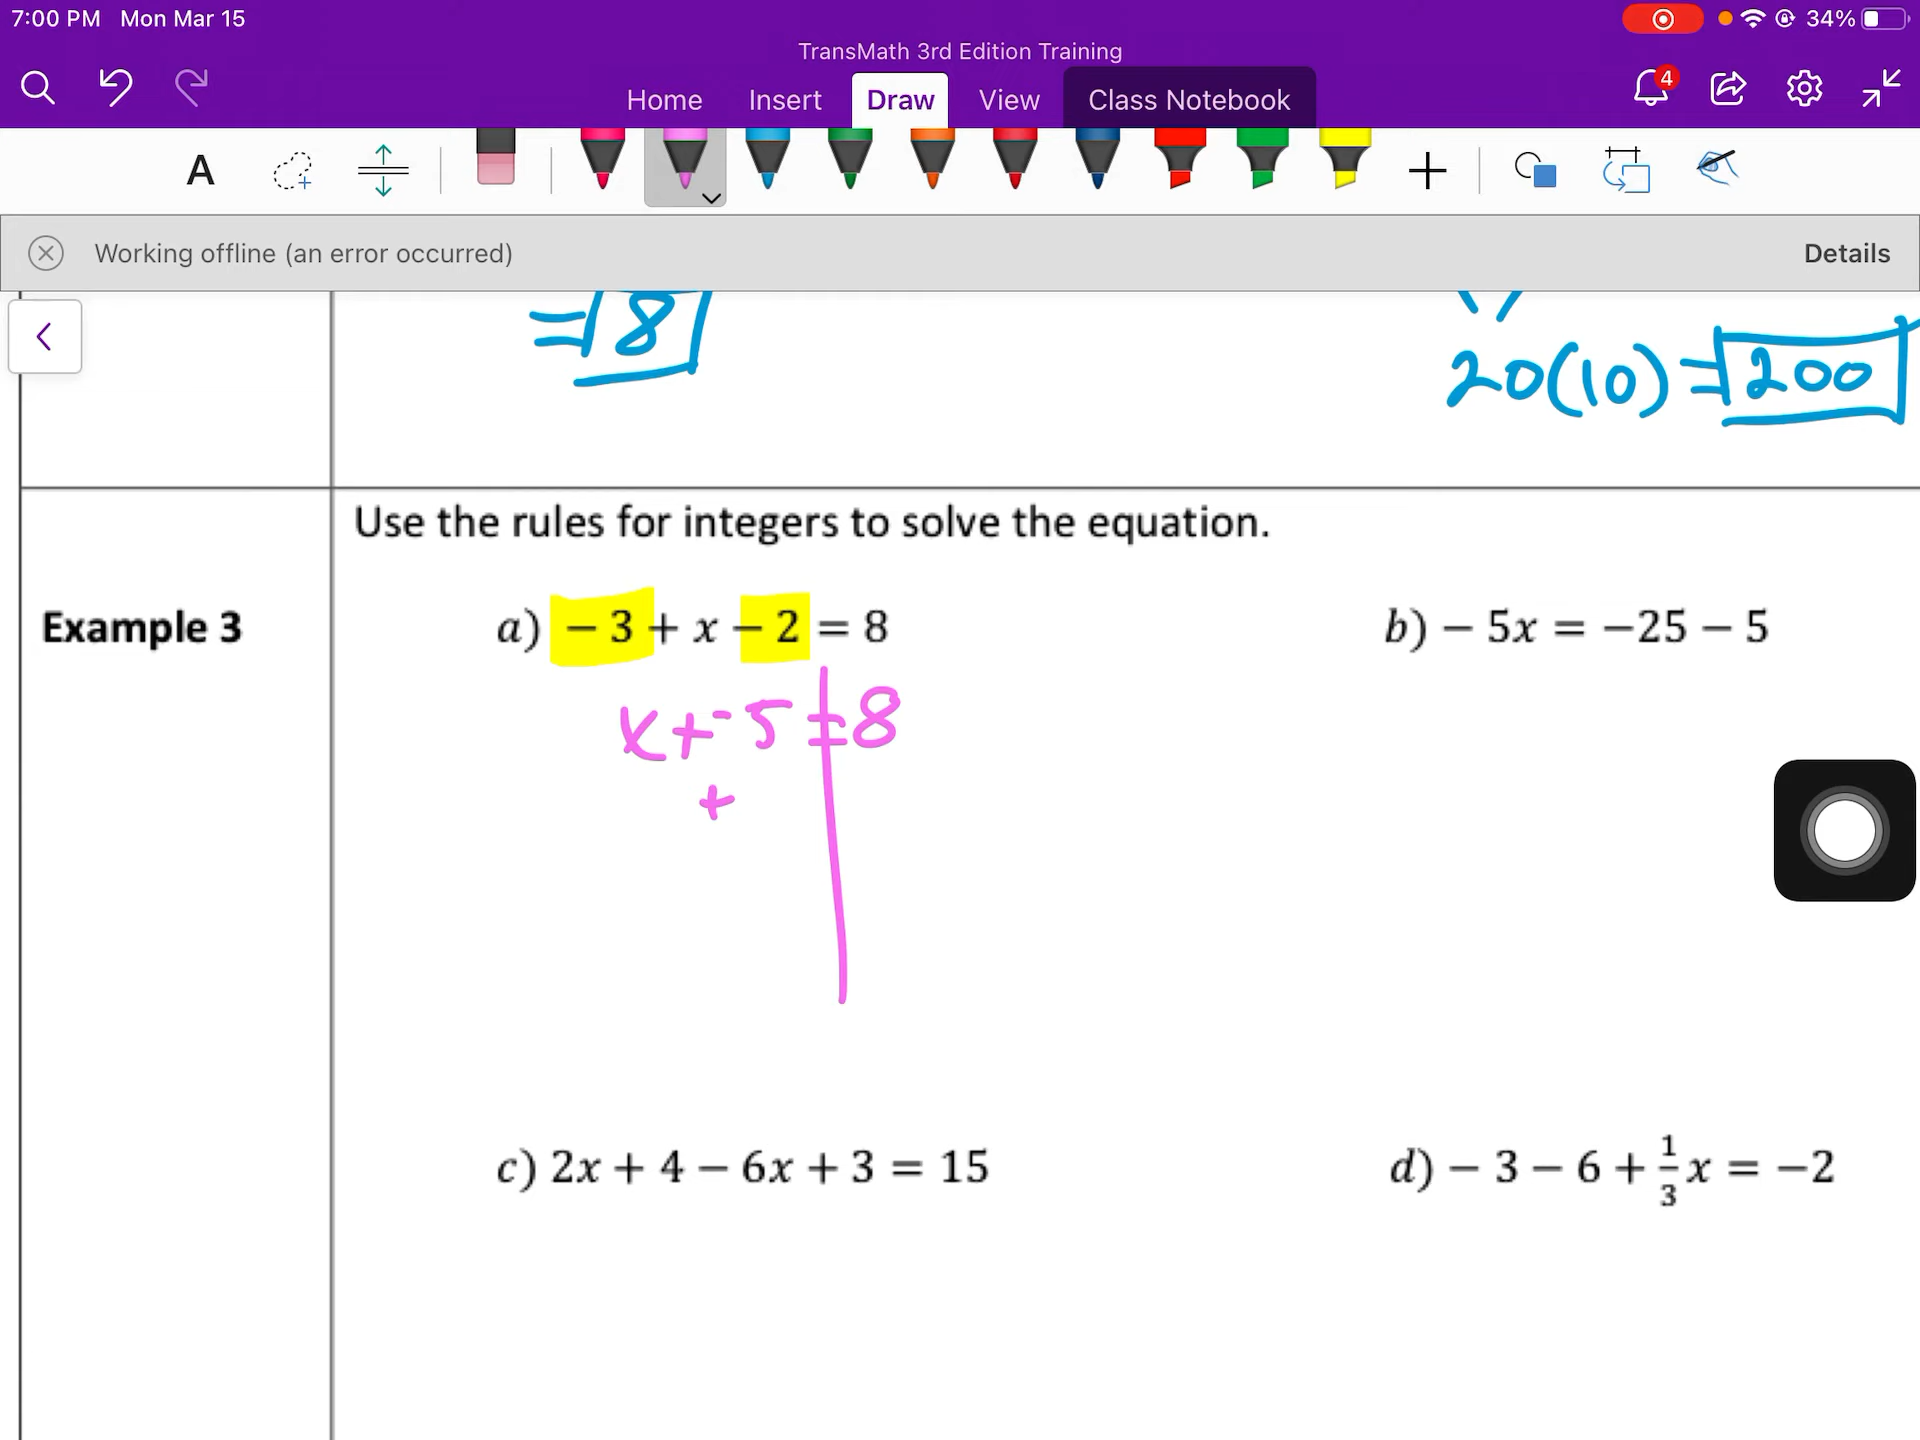 7:00 PM Mon Mar 15
34%
TransMath 3rd Edition Training
Home Insert Draw View Class Notebook
4
A
Working offline (an error occurred) Details
= 8
20(10) = 200
Use the rules for integers to solve the equation.
Example 3
a) − 3 + x − 2 = 8
b) − 5x = −25 − 5
x + -5 = 8
+
c) 2x + 4 − 6x + 3 = 15
d) − 3 − 6 + 1/3 x = −2